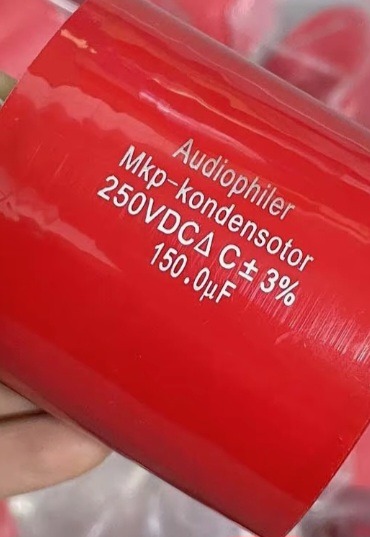 Audiophiler
Mkp-kondensotor
250VDCΔ C± 3%
150.0µF